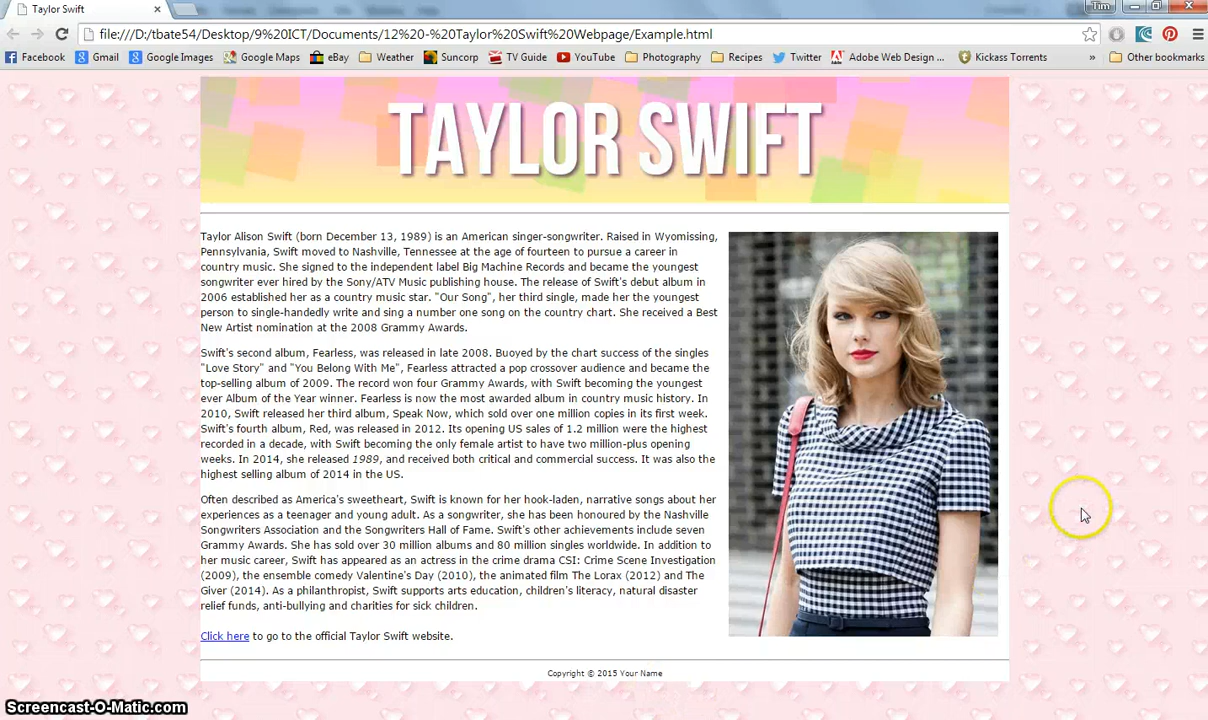 Taylor Swift
Tim
file:///D:/tbate54/Desktop/9%20ICT/Documents/12%20-%20Taylor%20Swift%20Webpage/Example.html
Facebook Gmail Google Images Google Maps eBay Weather Suncorp TV Guide YouTube Photography Recipes Twitter Adobe Web Design ... Kickass Torrents » Other bookmarks
TAYLOR SWIFT
Taylor Alison Swift (born December 13, 1989) is an American singer-songwriter. Raised in Wyomissing,
Pennsylvania, Swift moved to Nashville, Tennessee at the age of fourteen to pursue a career in
country music. She signed to the independent label Big Machine Records and became the youngest
songwriter ever hired by the Sony/ATV Music publishing house. The release of Swift's debut album in
2006 established her as a country music star. "Our Song", her third single, made her the youngest
person to single-handedly write and sing a number one song on the country chart. She received a Best
New Artist nomination at the 2008 Grammy Awards.
Swift's second album, Fearless, was released in late 2008. Buoyed by the chart success of the singles
"Love Story" and "You Belong With Me", Fearless attracted a pop crossover audience and became the
top-selling album of 2009. The record won four Grammy Awards, with Swift becoming the youngest
ever Album of the Year winner. Fearless is now the most awarded album in country music history. In
2010, Swift released her third album, Speak Now, which sold over one million copies in its first week.
Swift's fourth album, Red, was released in 2012. Its opening US sales of 1.2 million were the highest
recorded in a decade, with Swift becoming the only female artist to have two million-plus opening
weeks. In 2014, she released 1989, and received both critical and commercial success. It was also the
highest selling album of 2014 in the US.
Often described as America's sweetheart, Swift is known for her hook-laden, narrative songs about her
experiences as a teenager and young adult. As a songwriter, she has been honoured by the Nashville
Songwriters Association and the Songwriters Hall of Fame. Swift's other achievements include seven
Grammy Awards. She has sold over 30 million albums and 80 million singles worldwide. In addition to
her music career, Swift has appeared as an actress in the crime drama CSI: Crime Scene Investigation
(2009), the ensemble comedy Valentine's Day (2010), the animated film The Lorax (2012) and The
Giver (2014). As a philanthropist, Swift supports arts education, children's literacy, natural disaster
relief funds, anti-bullying and charities for sick children.
Click here to go to the official Taylor Swift website.
Copyright © 2015 Your Name
Screencast-O-Matic.com